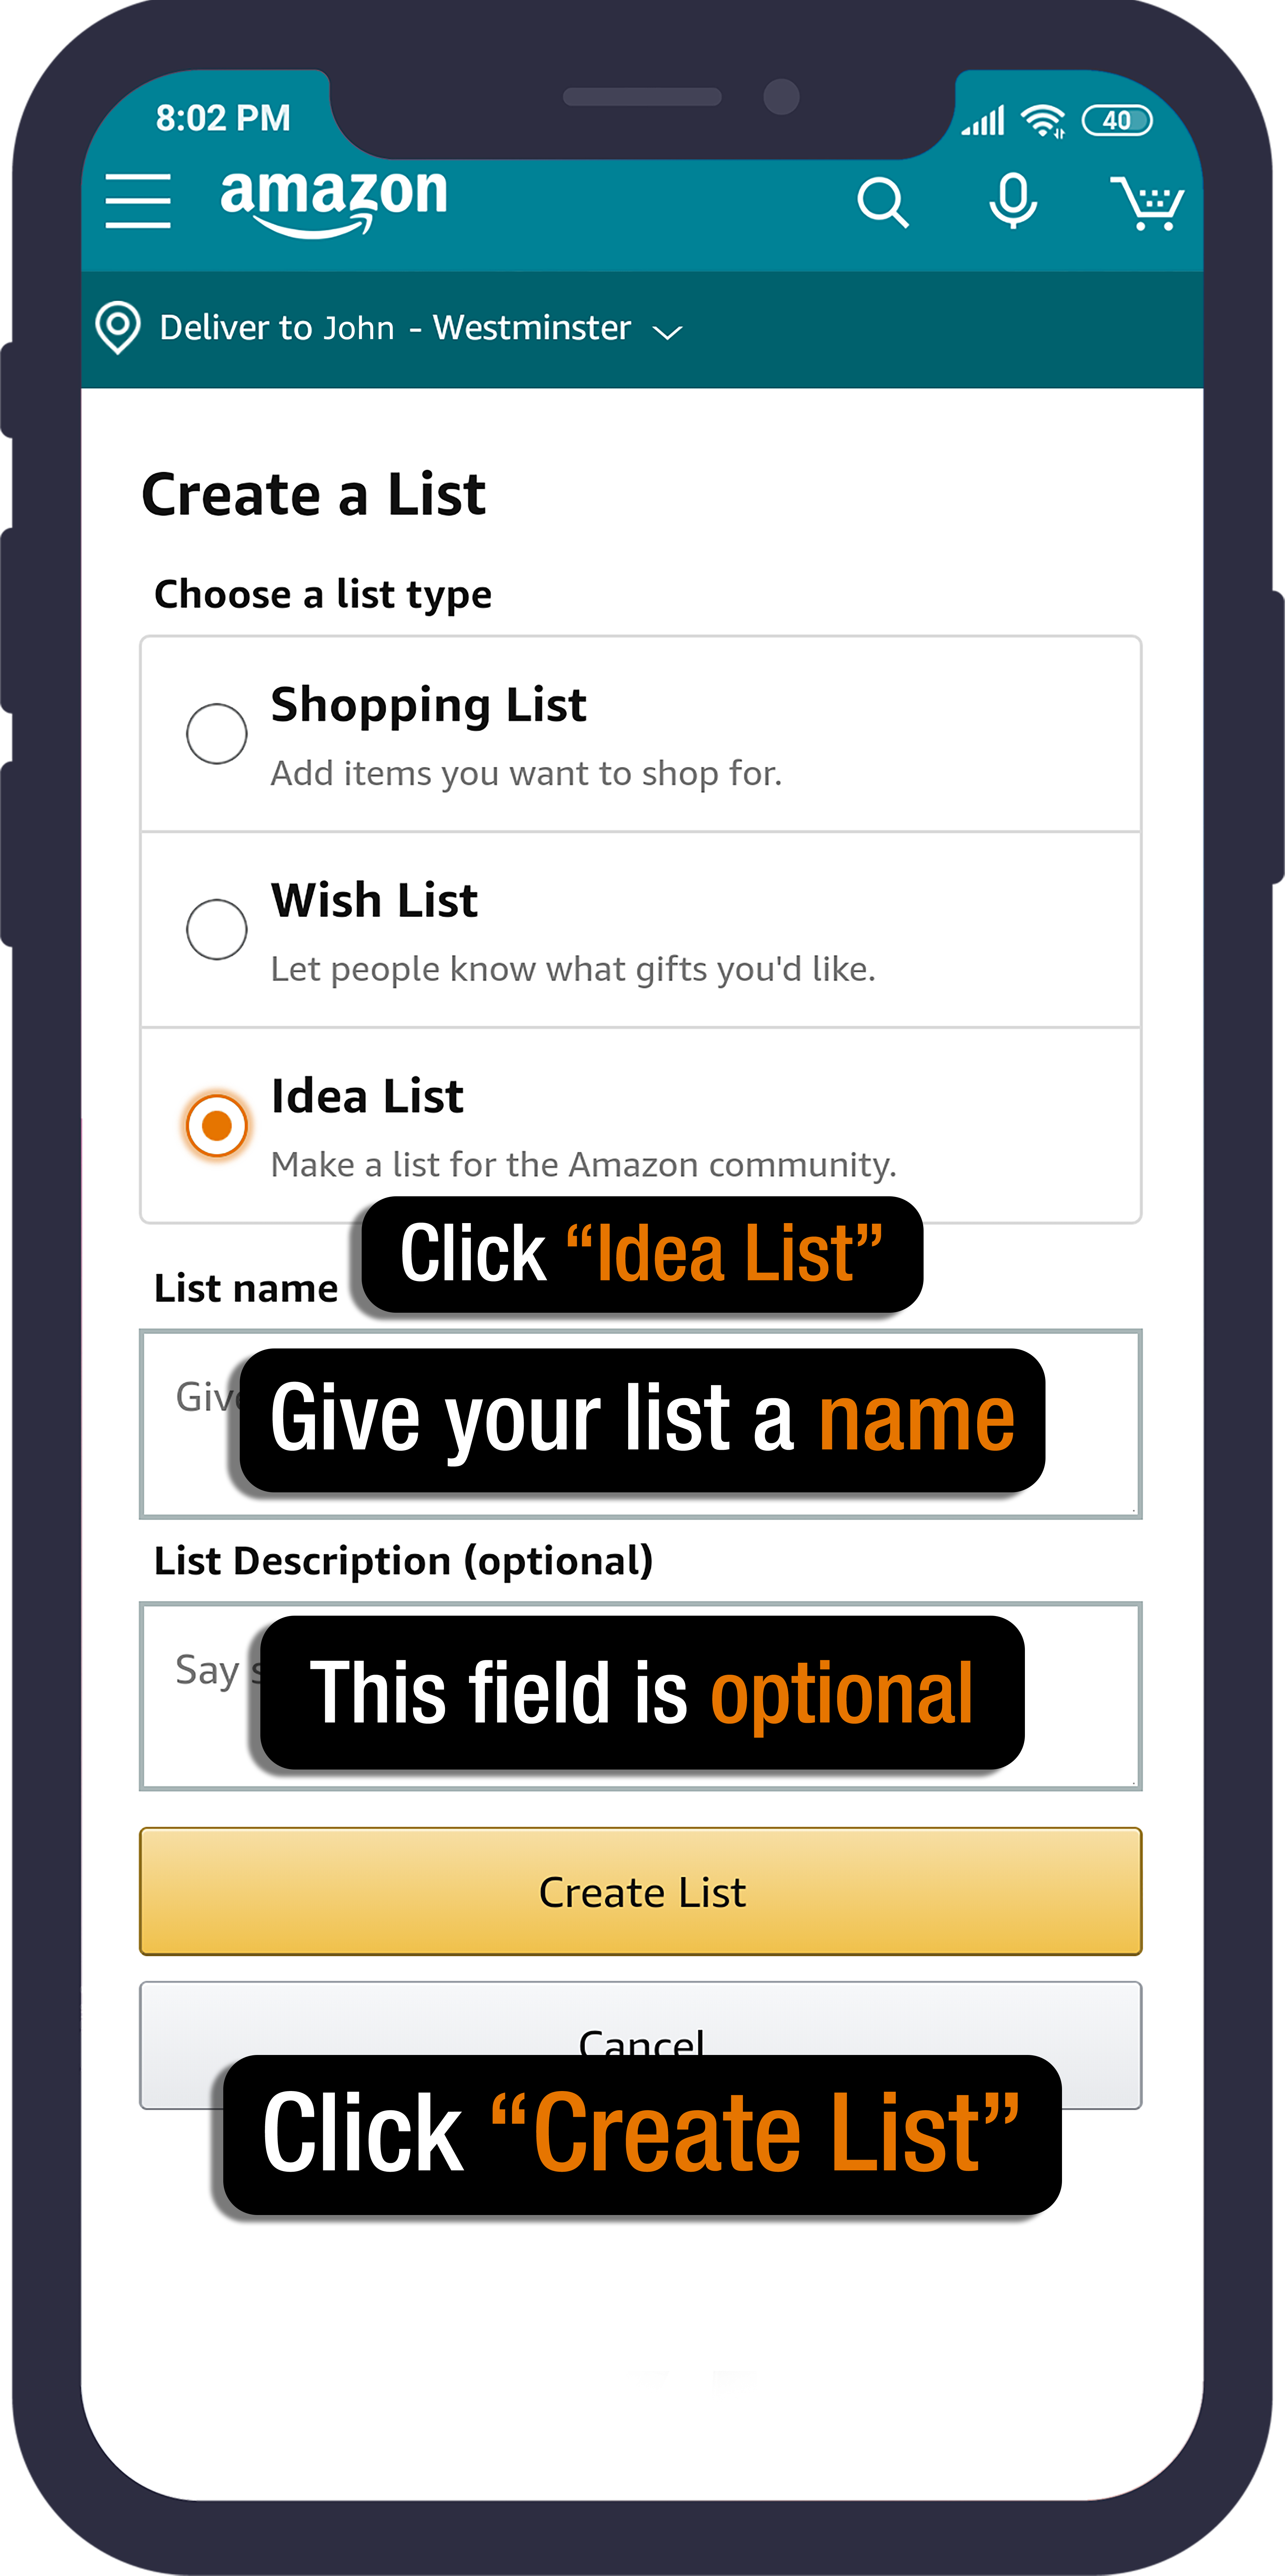 8:02 PM
40
amazon
Deliver to John - Westminster
Create a List
Choose a list type
Shopping List
Add items you want to shop for.
Wish List
Let people know what gifts you'd like.
Idea List
Make a list for the Amazon community.
Click “Idea List”
List name
Give your list a name
List Description (optional)
Say
This field is optional
Create List
Cancel
Click “Create List”